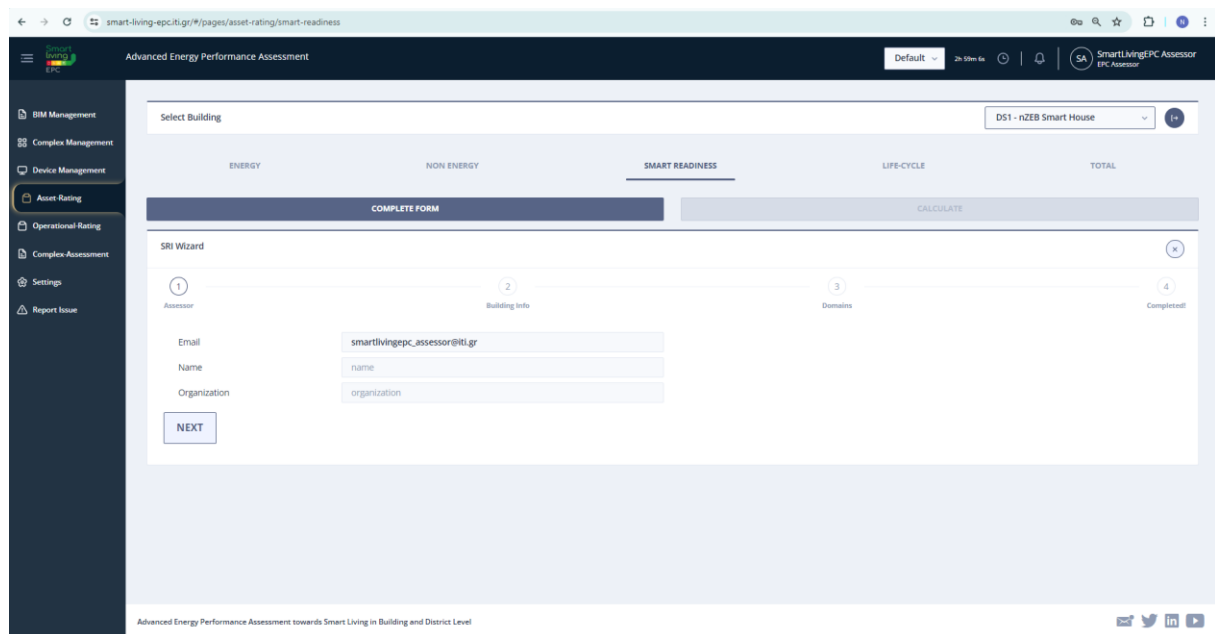 smart-living-epc.iti.gr/#/pages/asset-rating/smart-readiness
N
Smart
living
EPC
Advanced Energy Performance Assessment
Default
2h 59m 6s
SA
SmartLivingEPC Assessor
EPC Assessor
BIM Management
Complex Management
Device Management
Asset-Rating
Operational-Rating
Complex-Assessment
Settings
Report Issue
Select Building
DS1 - nZEB Smart House
ENERGY NON ENERGY SMART READINESS LIFE-CYCLE TOTAL
COMPLETE FORM CALCULATE
SRI Wizard
1 2 3 4
Assessor Building Info Domains Completed!
Email smartlivingepc_assessor@iti.gr
Name name
Organization organization
NEXT
Advanced Energy Performance Assessment towards Smart Living in Building and District Level
in